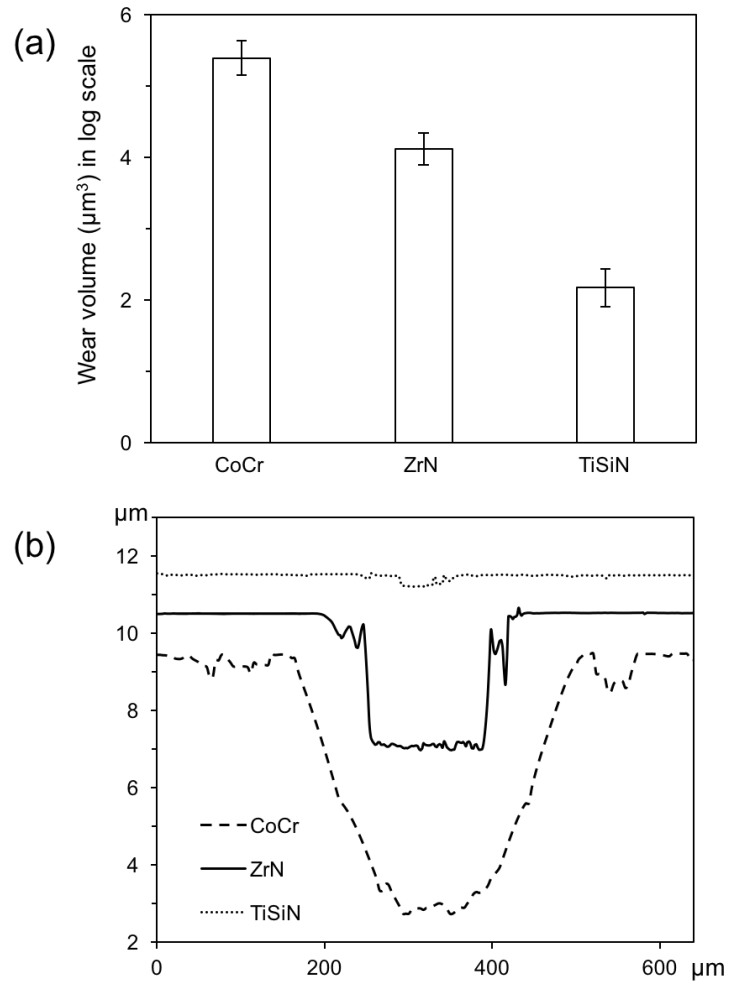 (a)
Wear volume (μm³) in log scale
6
4
2
0
CoCr
ZrN
TiSiN
(b)
μm
12
10
8
6
4
2
CoCr
ZrN
TiSiN
0
200
400
600
μm